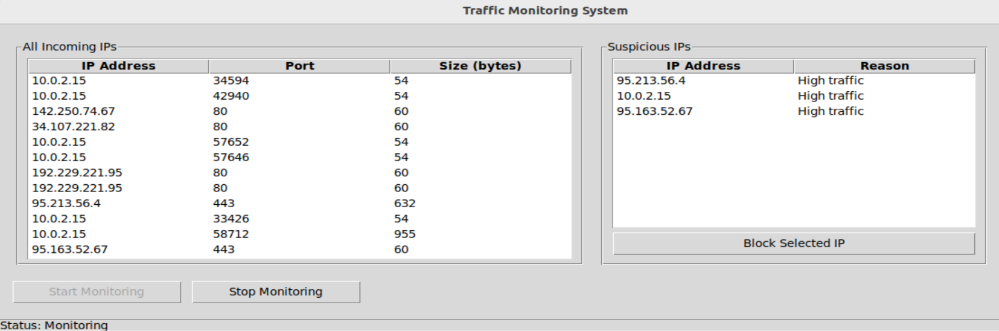 Traffic Monitoring System
All Incoming IPs
IP Address Port Size (bytes)
10.0.2.15 34594 54
10.0.2.15 42940 54
142.250.74.67 80 60
34.107.221.82 80 60
10.0.2.15 57652 54
10.0.2.15 57646 54
192.229.221.95 80 60
192.229.221.95 80 60
95.213.56.4 443 632
10.0.2.15 33426 54
10.0.2.15 58712 955
95.163.52.67 443 60
Suspicious IPs
IP Address Reason
95.213.56.4 High traffic
10.0.2.15 High traffic
95.163.52.67 High traffic
Block Selected IP
Start Monitoring Stop Monitoring
Status: Monitoring